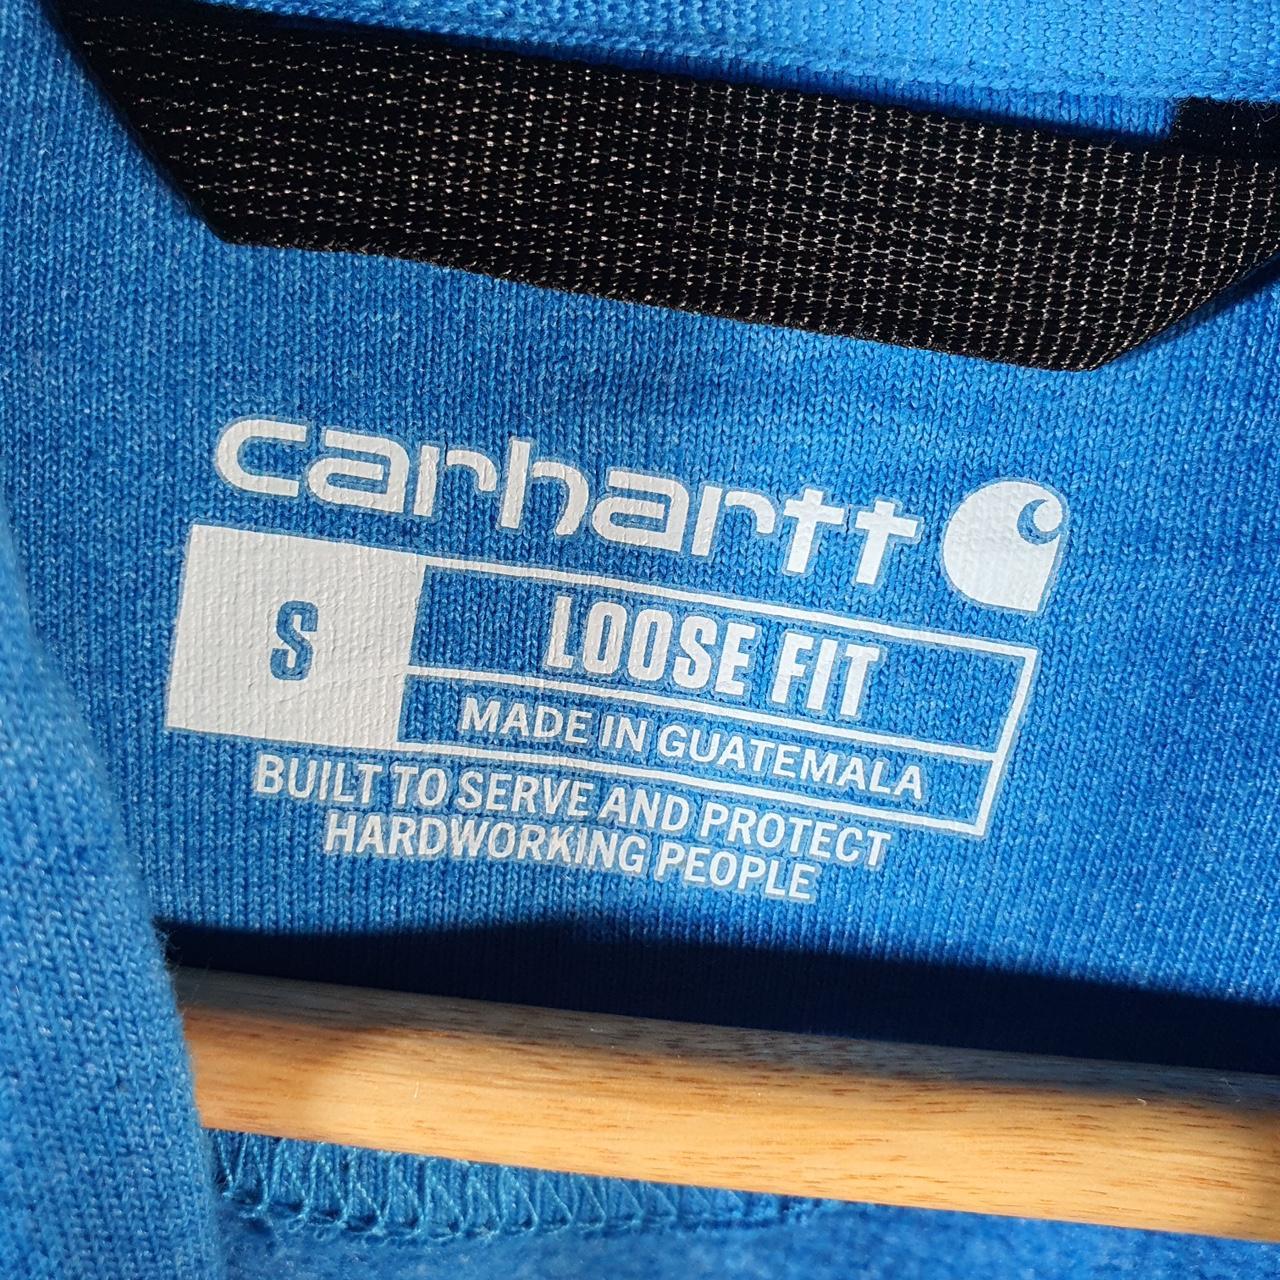 carhartt
S
LOOSE FIT
MADE IN GUATEMALA
BUILT TO SERVE AND PROTECT
HARDWORKING PEOPLE